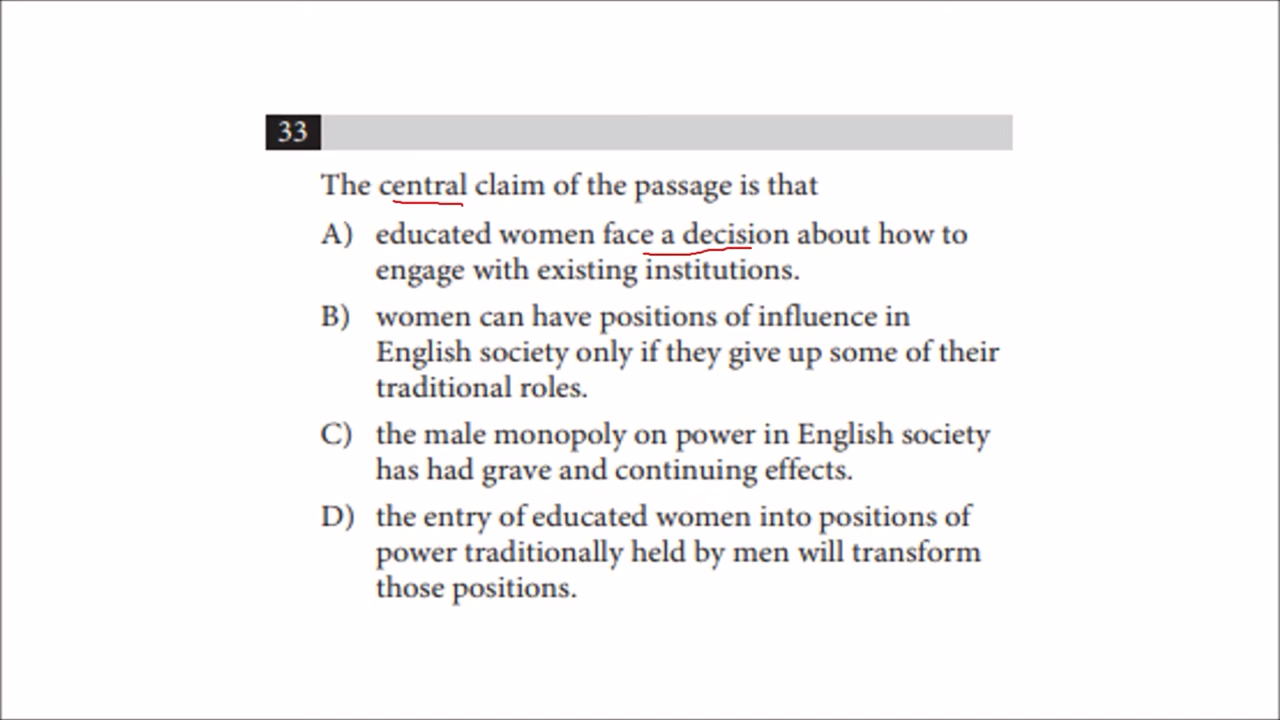 33
The central claim of the passage is that
A) educated women face a decision about how to
engage with existing institutions.
B) women can have positions of influence in
English society only if they give up some of their
traditional roles.
C) the male monopoly on power in English society
has had grave and continuing effects.
D) the entry of educated women into positions of
power traditionally held by men will transform
those positions.